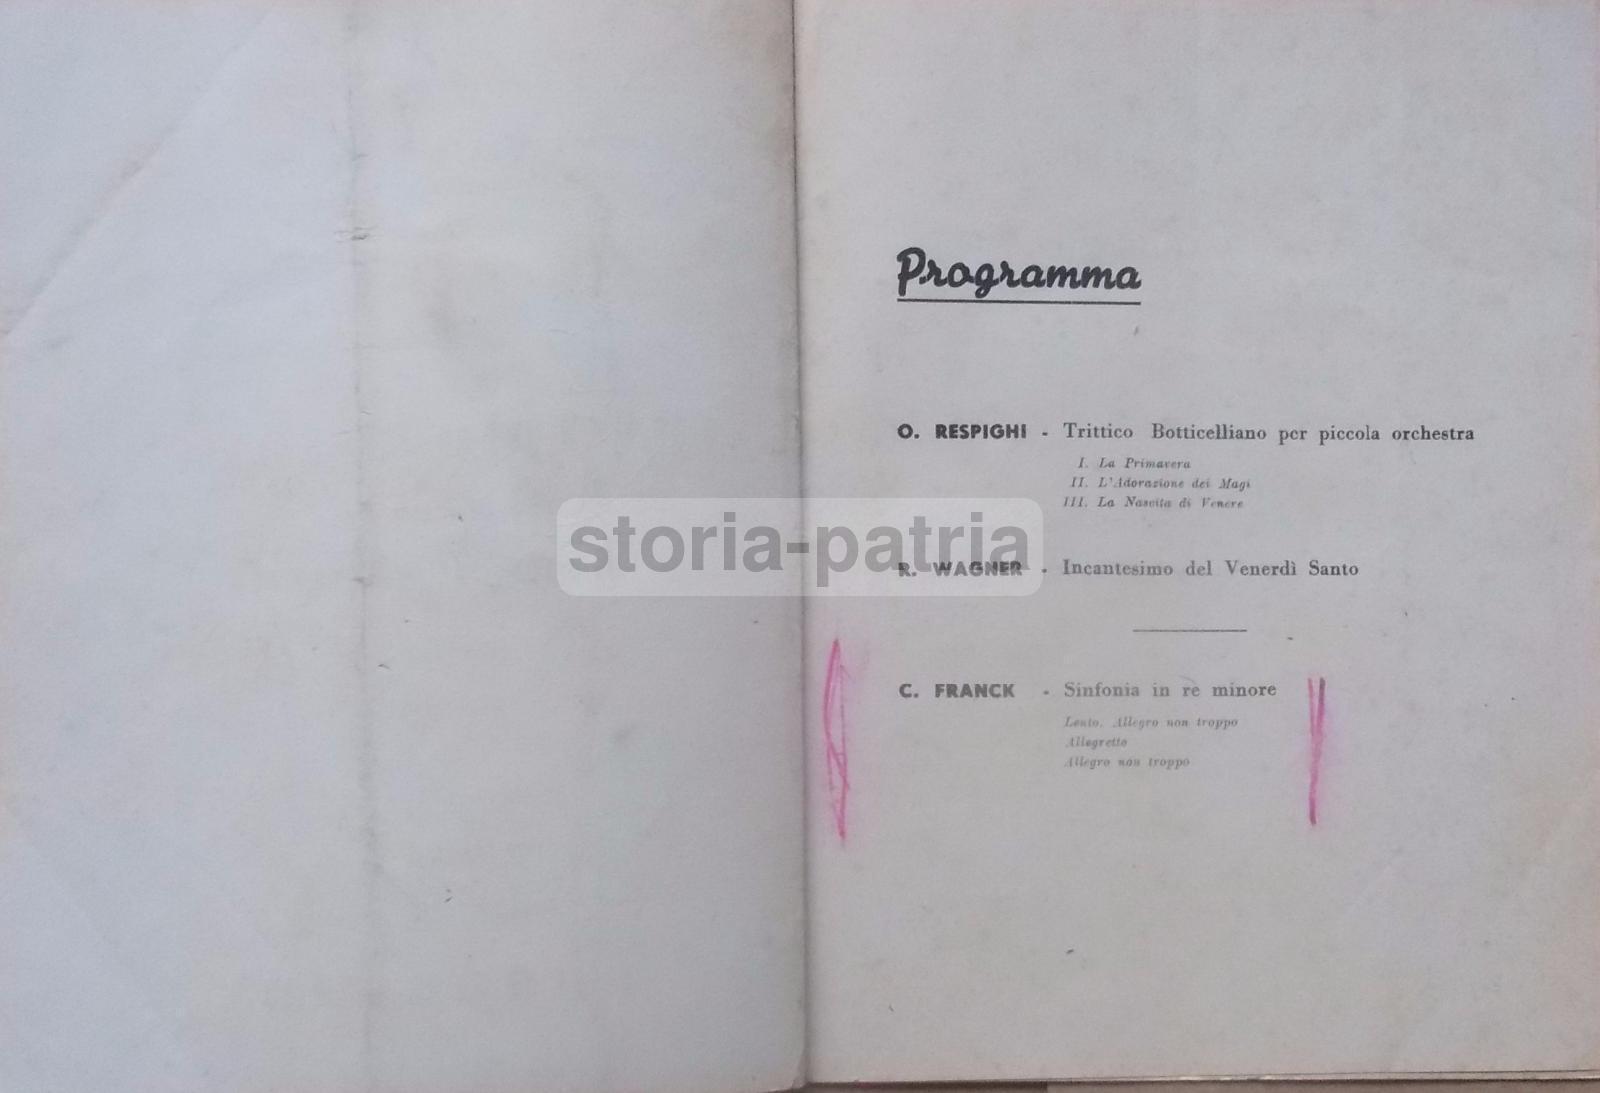 Programma
O. RESPIGHI - Trittico Botticelliano per piccola orchestra
I. La Primavera
II. L'Adorazione dei Magi
III. La Nascita di Venere
storia-patria
R. WAGNER - Incantesimo del Venerdì Santo
C. FRANCK - Sinfonia in re minore
Lento, Allegro non troppo
Allegretto
Allegro non troppo